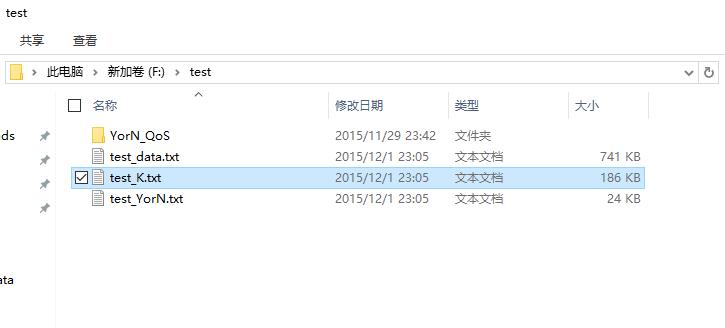 test
共享 查看
此电脑 新加卷 (F:) test
名称 修改日期 类型 大小
YorN_QoS 2015/11/29 23:42 文件夹
ds
test_data.txt 2015/12/1 23:05 文本文档 741 KB
test_K.txt 2015/12/1 23:05 文本文档 186 KB
test_YorN.txt 2015/12/1 23:05 文本文档 24 KB
ata